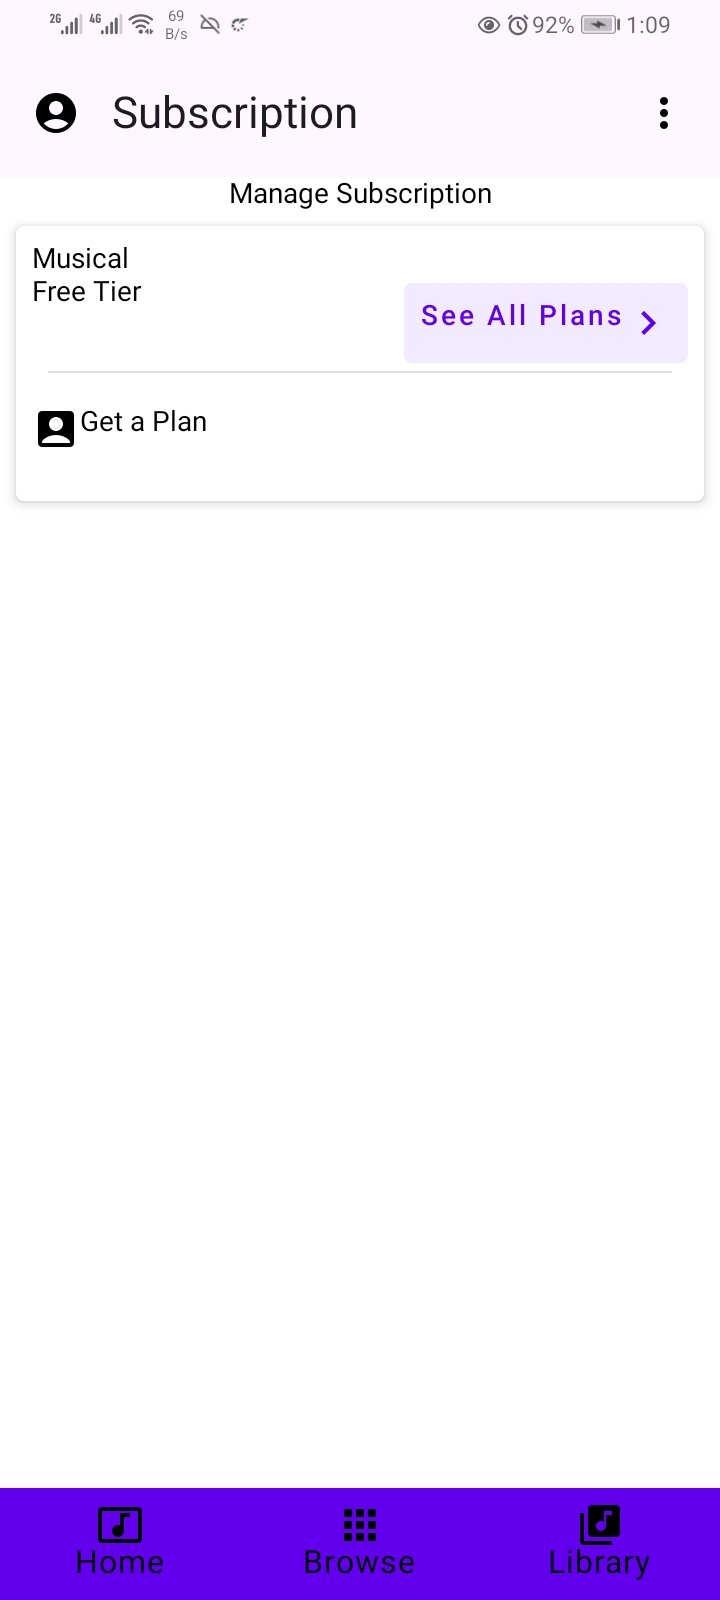 2G 4G 69 B/s 92% 1:09
Subscription
Manage Subscription
Musical
Free Tier
See All Plans
Get a Plan
Home Browse Library